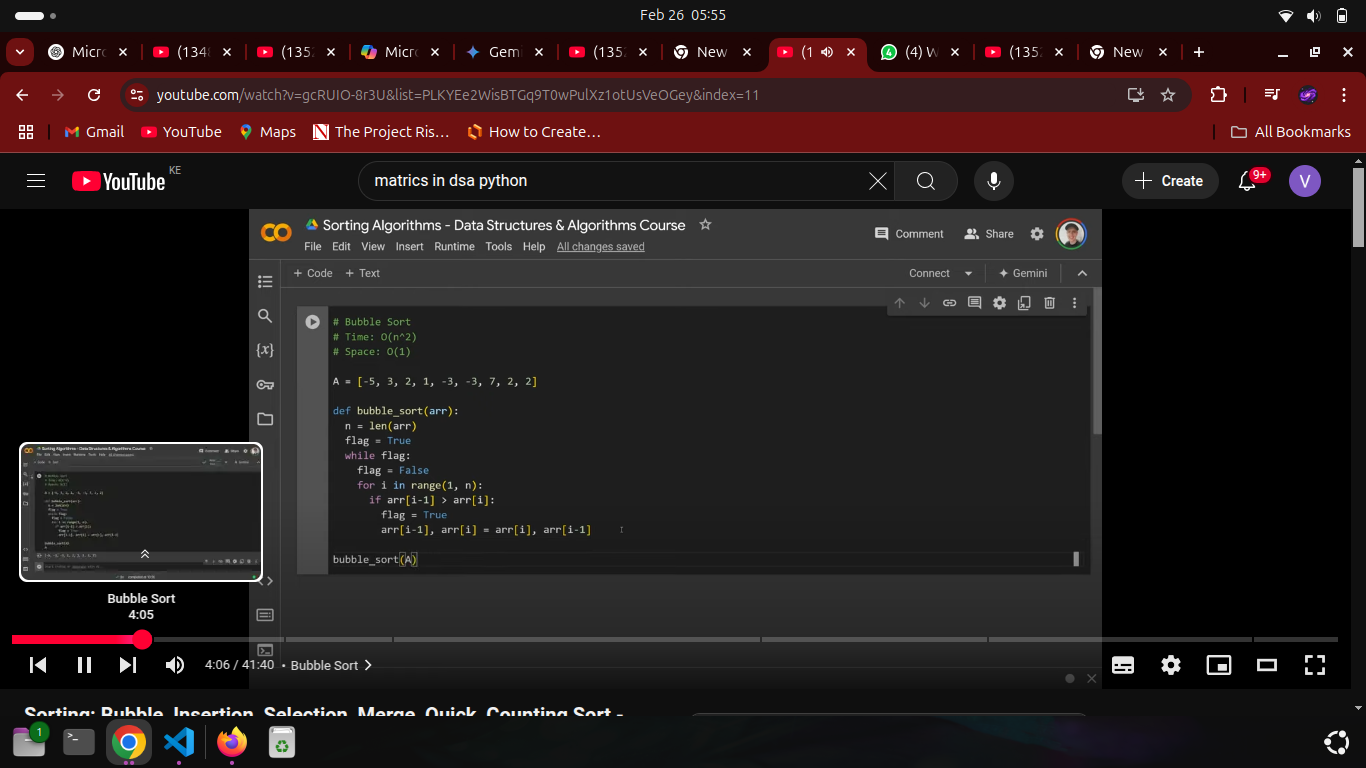 Feb 26 05:55
Micro
(1348
(1352
Micro
Gemi
(1352
New
(1
(4) W
(1352
New
youtube.com/watch?v=gcRUIO-8r3U&list=PLKYEe2WisBTGq9T0wPulXz1otUsVeOGey&index=11
Gmail YouTube Maps The Project Ris... How to Create... All Bookmarks
YouTube KE
matrics in dsa python
Create
9+
V
Sorting Algorithms - Data Structures & Algorithms Course
File Edit View Insert Runtime Tools Help All changes saved
Comment Share
+ Code + Text
Connect Gemini
# Bubble Sort
# Time: O(n^2)
# Space: O(1)
A = [-5, 3, 2, 1, -3, -3, 7, 2, 2]
def bubble_sort(arr):
n = len(arr)
flag = True
while flag:
flag = False
for i in range(1, n):
if arr[i-1] > arr[i]:
flag = True
arr[i-1], arr[i] = arr[i], arr[i-1]
bubble_sort(A)
Bubble Sort
4:05
4:06 / 41:40 • Bubble Sort
Sorting: Bubble, Insertion, Selection, Merge, Quick, Counting Sort -
1